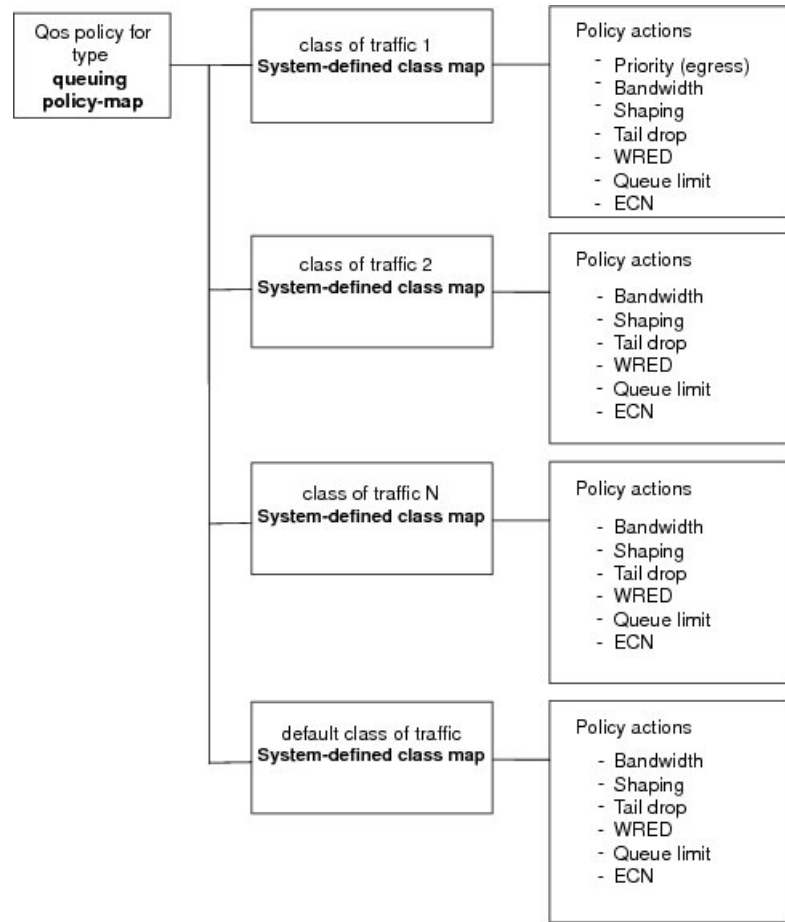 Qos policy for
type
queuing
policy-map
class of traffic 1
System-defined class map
Policy actions
- Priority (egress)
- Bandwidth
- Shaping
- Tail drop
- WRED
- Queue limit
- ECN
class of traffic 2
System-defined class map
Policy actions
- Bandwidth
- Shaping
- Tail drop
- WRED
- Queue limit
- ECN
class of traffic N
System-defined class map
Policy actions
- Bandwidth
- Shaping
- Tail drop
- WRED
- Queue limit
- ECN
default class of traffic
System-defined class map
Policy actions
- Bandwidth
- Shaping
- Tail drop
- WRED
- Queue limit
- ECN